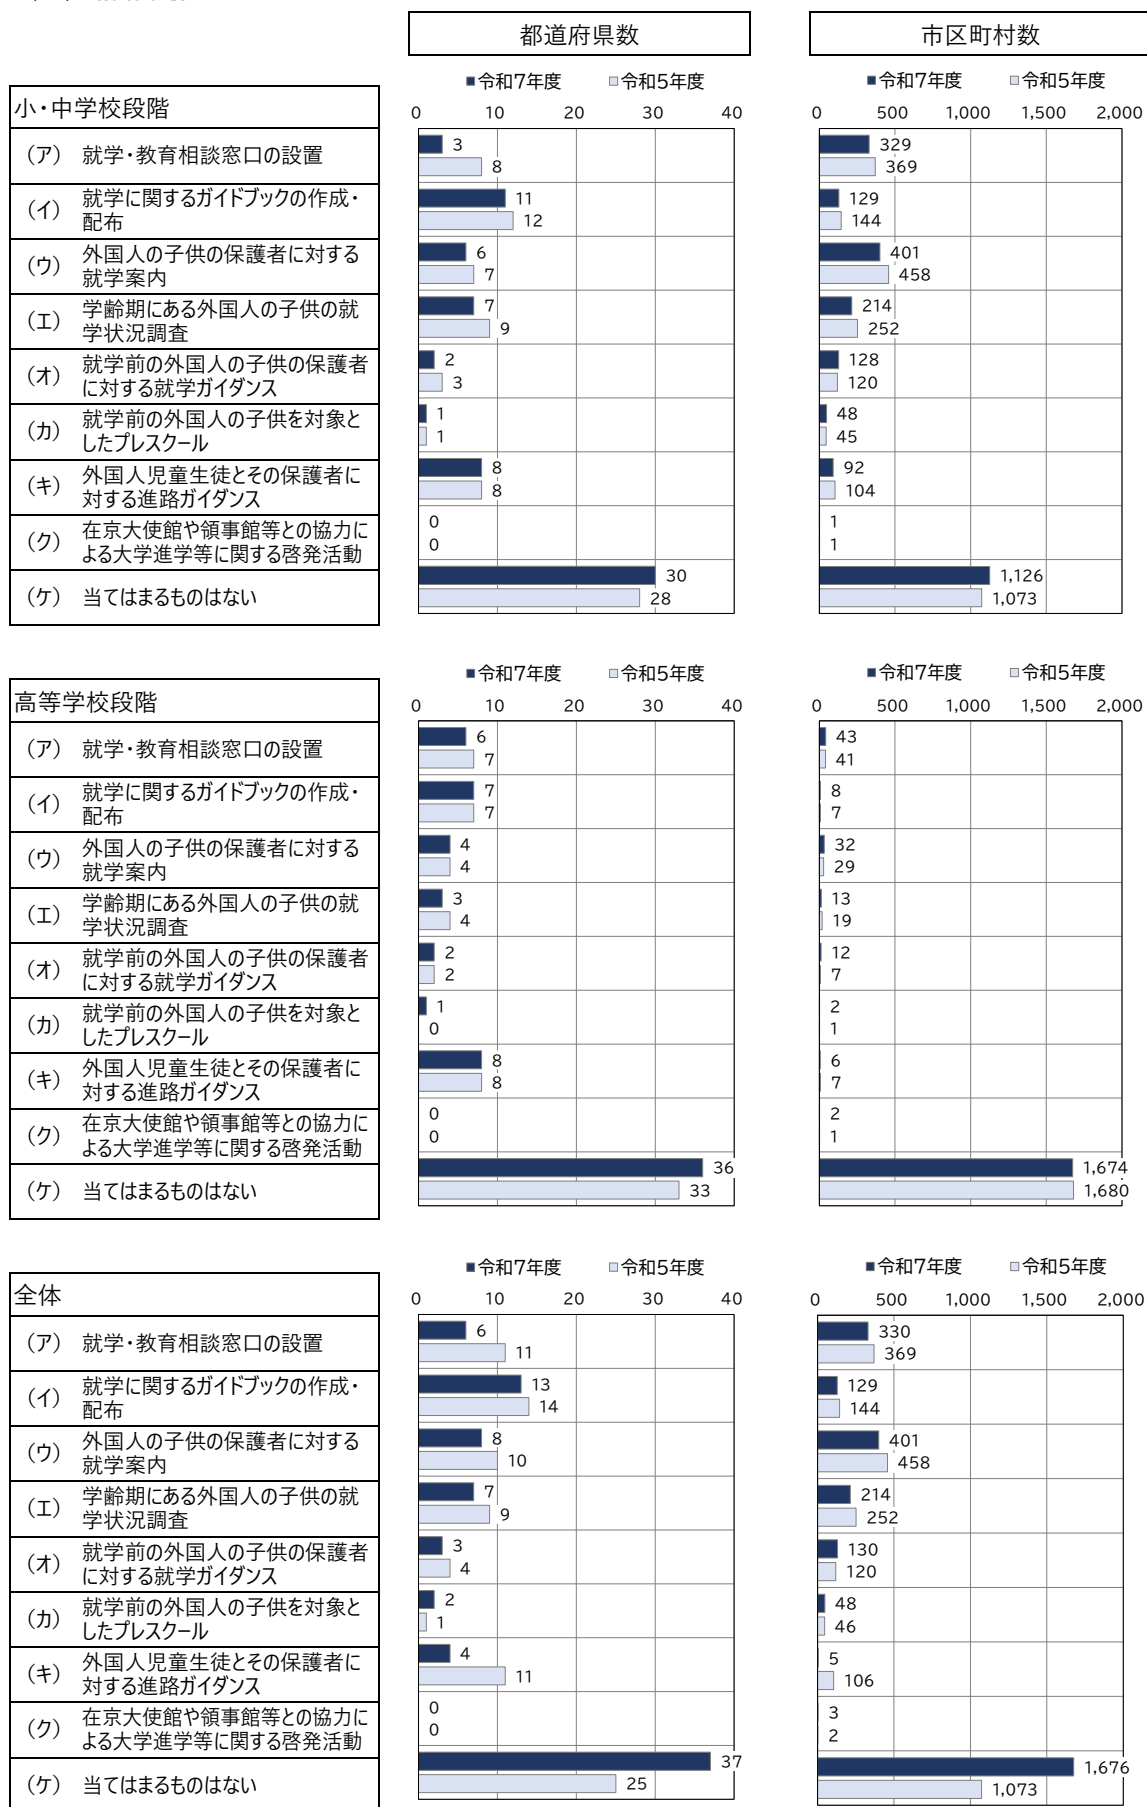 都道府県数 市区町村数
■令和7年度 □令和5年度 ■令和7年度 □令和5年度
小・中学校段階 0 10 20 30 40 0 500 1,000 1,500 2,000
（ア） 就学・教育相談窓口の設置 3 8 329 369
（イ） 就学に関するガイドブックの作成・
配布 11 12 129 144
（ウ） 外国人の子供の保護者に対する
就学案内 6 7 401 458
（エ） 学齢期にある外国人の子供の就
学状況調査 7 9 214 252
（オ） 就学前の外国人の子供の保護者
に対する就学ガイダンス 2 3 128 120
（カ） 就学前の外国人の子供を対象と
したプレスクール 1 1 48 45
（キ） 外国人児童生徒とその保護者に
対する進路ガイダンス 8 8 92 104
（ク） 在京大使館や領事館等との協力に
よる大学進学等に関する啓発活動 0 0 1 1
（ケ） 当てはまるものはない 30 28 1,126 1,073
■令和7年度 □令和5年度 ■令和7年度 □令和5年度
高等学校段階 0 10 20 30 40 0 500 1,000 1,500 2,000
（ア） 就学・教育相談窓口の設置 6 7 43 41
（イ） 就学に関するガイドブックの作成・
配布 7 7 8 7
（ウ） 外国人の子供の保護者に対する
就学案内 4 4 32 29
（エ） 学齢期にある外国人の子供の就
学状況調査 3 4 13 19
（オ） 就学前の外国人の子供の保護者
に対する就学ガイダンス 2 2 12 7
（カ） 就学前の外国人の子供を対象と
したプレスクール 1 0 2 1
（キ） 外国人児童生徒とその保護者に
対する進路ガイダンス 8 8 6 7
（ク） 在京大使館や領事館等との協力に
よる大学進学等に関する啓発活動 0 0 2 1
（ケ） 当てはまるものはない 36 33 1,674 1,680
■令和7年度 □令和5年度 ■令和7年度 □令和5年度
全体 0 10 20 30 40 0 500 1,000 1,500 2,000
（ア） 就学・教育相談窓口の設置 6 11 330 369
（イ） 就学に関するガイドブックの作成・
配布 13 14 129 144
（ウ） 外国人の子供の保護者に対する
就学案内 8 10 401 458
（エ） 学齢期にある外国人の子供の就
学状況調査 7 9 214 252
（オ） 就学前の外国人の子供の保護者
に対する就学ガイダンス 3 4 130 120
（カ） 就学前の外国人の子供を対象と
したプレスクール 2 1 48 46
（キ） 外国人児童生徒とその保護者に
対する進路ガイダンス 4 11 5 106
（ク） 在京大使館や領事館等との協力に
よる大学進学等に関する啓発活動 0 0 3 2
（ケ） 当てはまるものはない 37 25 1,676 1,073